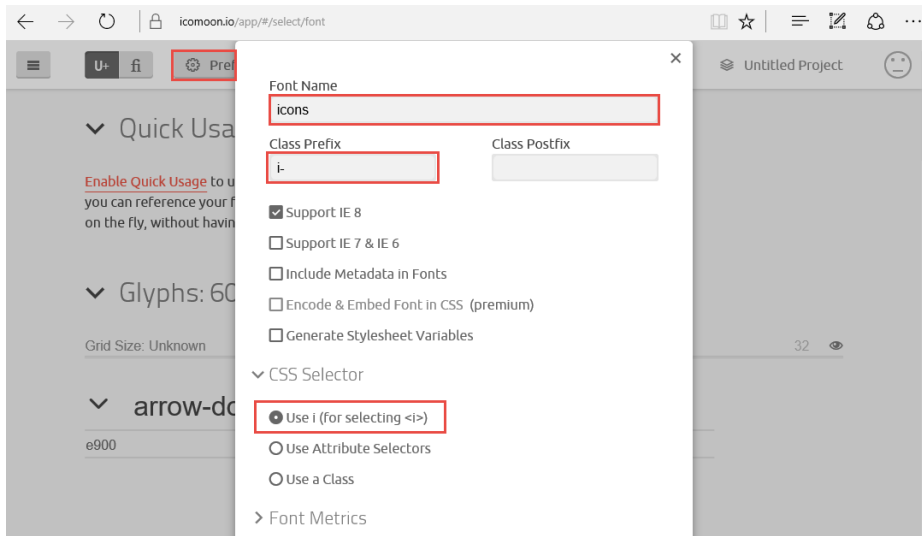 icomoon.io/app/#/select/font
U+ fi Pref Untitled Project
Font Name
icons
Class Prefix Class Postfix
i-
Quick Usa
Enable Quick Usage to u
you can reference your f
on the fly, without havin
Support IE 8
Support IE 7 & IE 6
Include Metadata in Fonts
Encode & Embed Font in CSS (premium)
Generate Stylesheet Variables
Glyphs: 60
Grid Size: Unknown 32
CSS Selector
arrow-do
Use i (for selecting <i>)
e900
Use Attribute Selectors
Use a Class
Font Metrics